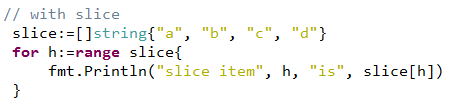 // with slice
slice:=[]string{"a", "b", "c", "d"}
for h:=range slice{
fmt.Println("slice item", h, "is", slice[h])
}